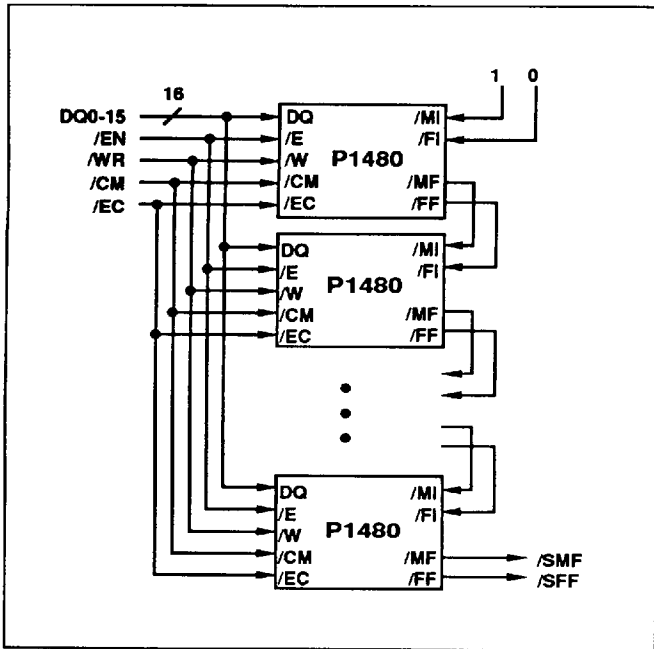 16
1 0
DQ0-15
/EN
/WR
/CM
/EC
DQ
/E
/W
/CM
/EC
P1480
/MI
/FI
/MF
/FF
DQ
/E
/W
/CM
/EC
P1480
/MI
/FI
/MF
/FF
DQ
/E
/W
/CM
/EC
P1480
/MI
/FI
/MF
/FF
/SMF
/SFF